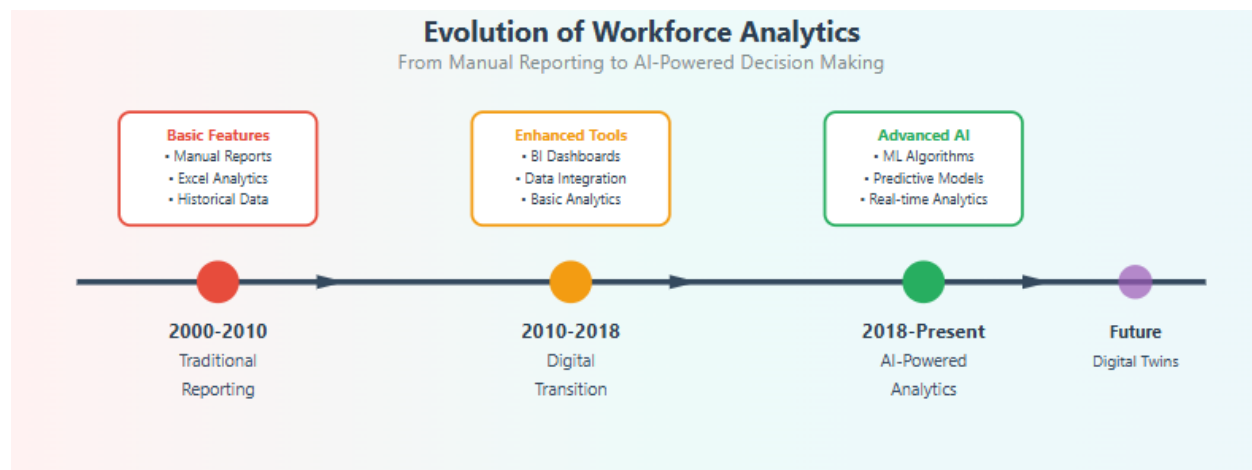 Evolution of Workforce Analytics
From Manual Reporting to AI-Powered Decision Making
Basic Features
• Manual Reports
• Excel Analytics
• Historical Data
Enhanced Tools
• BI Dashboards
• Data Integration
• Basic Analytics
Advanced AI
• ML Algorithms
• Predictive Models
• Real-time Analytics
2000-2010
Traditional
Reporting
2010-2018
Digital
Transition
2018-Present
AI-Powered
Analytics
Future
Digital Twins